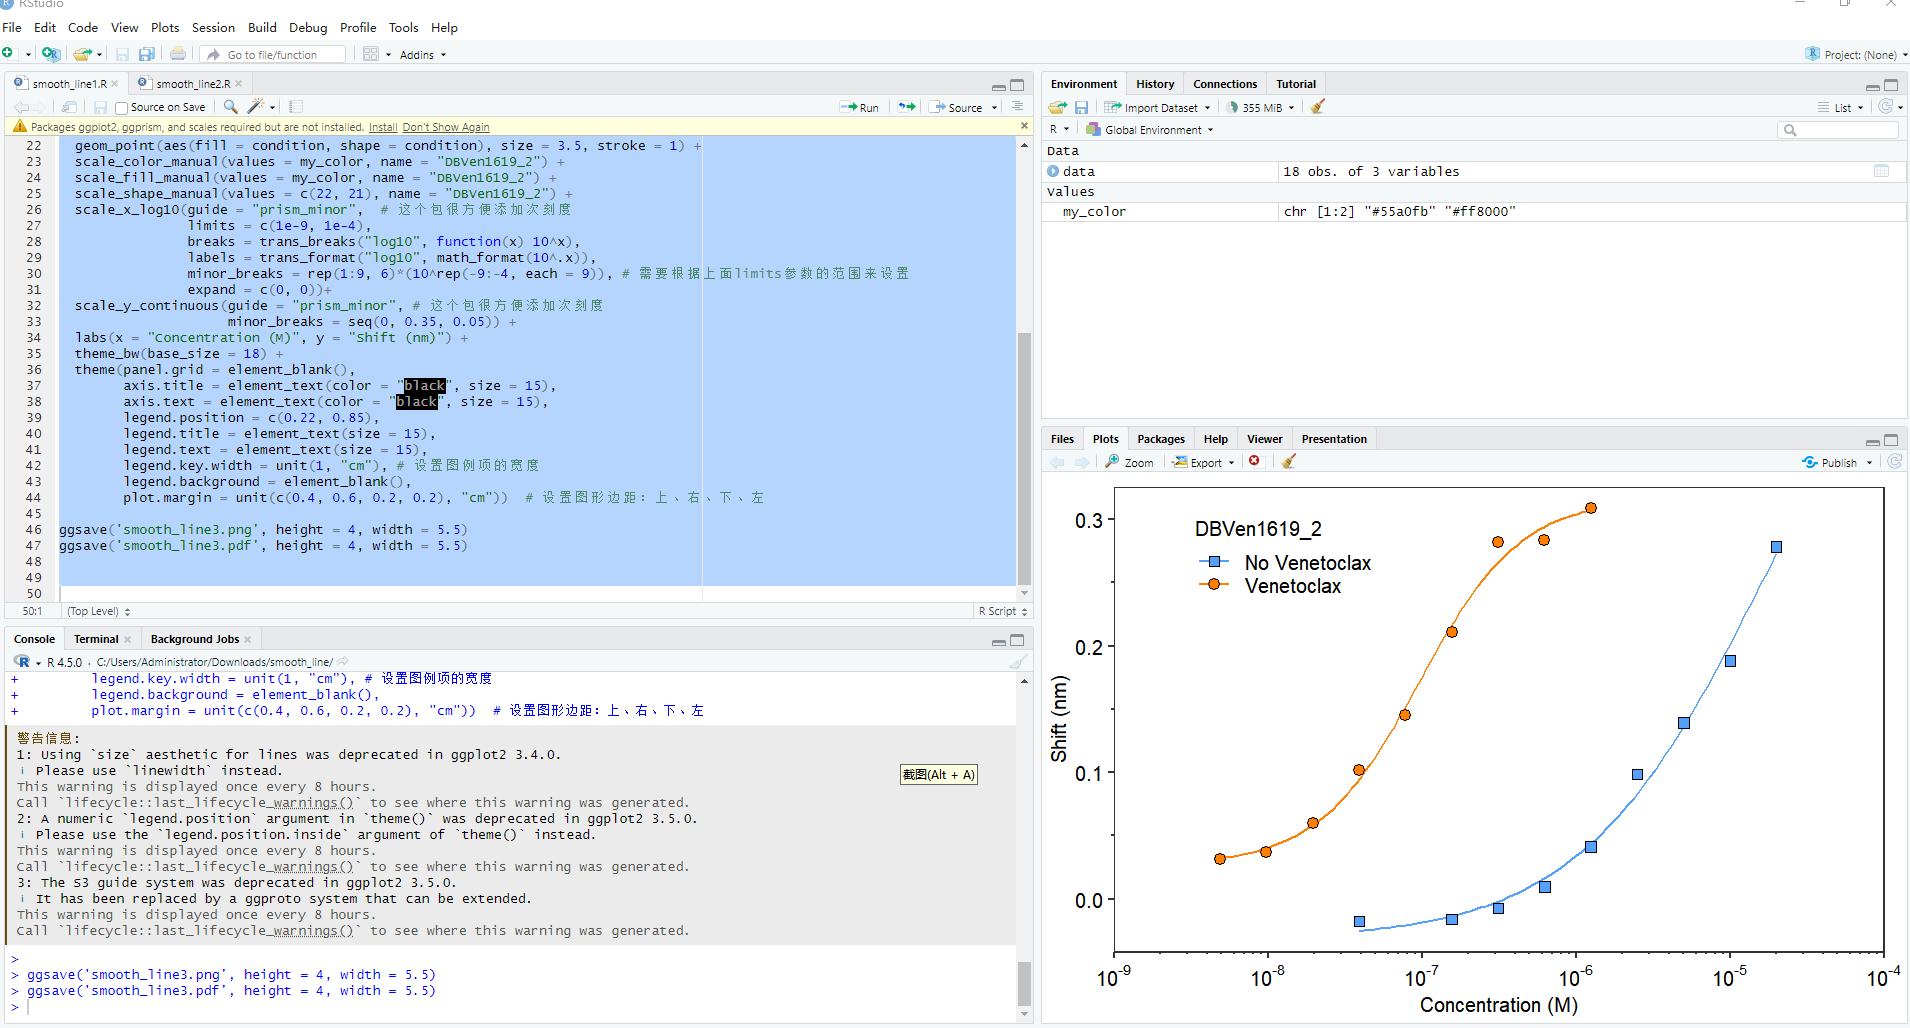 RStudio
File Edit Code View Plots Session Build Debug Profile Tools Help
Go to file/function Addins Project: (None)
smooth_line1.R smooth_line2.R
Source on Save Run Source
Packages ggplot2, ggprism, and scales required but are not installed. Install Don't Show Again
22 geom_point(aes(fill = condition, shape = condition), size = 3.5, stroke = 1) +
23 scale_color_manual(values = my_color, name = "DBVen1619_2") +
24 scale_fill_manual(values = my_color, name = "DBVen1619_2") +
25 scale_shape_manual(values = c(22, 21), name = "DBVen1619_2") +
26 scale_x_log10(guide = "prism_minor", # 这个包很方便添加次刻度
27 limits = c(1e-9, 1e-4),
28 breaks = trans_breaks("log10", function(x) 10^x),
29 labels = trans_format("log10", math_format(10^.x)),
30 minor_breaks = rep(1:9, 6)*(10^rep(-9:-4, each = 9)), # 需要根据上面limits参数的范围来设置
31 expand = c(0, 0))+
32 scale_y_continuous(guide = "prism_minor", # 这个包很方便添加次刻度
33 minor_breaks = seq(0, 0.35, 0.05)) +
34 labs(x = "Concentration (M)", y = "Shift (nm)") +
35 theme_bw(base_size = 18) +
36 theme(panel.grid = element_blank(),
37 axis.title = element_text(color = "black", size = 15),
38 axis.text = element_text(color = "black", size = 15),
39 legend.position = c(0.22, 0.85),
40 legend.title = element_text(size = 15),
41 legend.text = element_text(size = 15),
42 legend.key.width = unit(1, "cm"), # 设置图例项的宽度
43 legend.background = element_blank(),
44 plot.margin = unit(c(0.4, 0.6, 0.2, 0.2), "cm")) # 设置图形边距：上、右、下、左
45
46 ggsave('smooth_line3.png', height = 4, width = 5.5)
47 ggsave('smooth_line3.pdf', height = 4, width = 5.5)
48
49
50
50:1 (Top Level) R Script
Console Terminal Background Jobs
R R 4.5.0 · C:/Users/Administrator/Downloads/smooth_line/
+ legend.key.width = unit(1, "cm"), # 设置图例项的宽度
+ legend.background = element_blank(),
+ plot.margin = unit(c(0.4, 0.6, 0.2, 0.2), "cm")) # 设置图形边距：上、右、下、左
警告信息:
1: Using `size` aesthetic for lines was deprecated in ggplot2 3.4.0.
i Please use `linewidth` instead.
This warning is displayed once every 8 hours.
Call `lifecycle::last_lifecycle_warnings()` to see where this warning was generated.
2: A numeric `legend.position` argument in `theme()` was deprecated in ggplot2 3.5.0.
i Please use the `legend.position.inside` argument of `theme()` instead.
This warning is displayed once every 8 hours.
Call `lifecycle::last_lifecycle_warnings()` to see where this warning was generated.
3: The S3 guide system was deprecated in ggplot2 3.5.0.
i It has been replaced by a ggproto system that can be extended.
This warning is displayed once every 8 hours.
Call `lifecycle::last_lifecycle_warnings()` to see where this warning was generated.
>
> ggsave('smooth_line3.png', height = 4, width = 5.5)
> ggsave('smooth_line3.pdf', height = 4, width = 5.5)
>
截图(Alt + A)
Environment History Connections Tutorial
Import Dataset 355 MiB List
R Global Environment
Data
data 18 obs. of 3 variables
Values
my_color chr [1:2] "#55a0fb" "#ff8000"
Files Plots Packages Help Viewer Presentation
Zoom Export Publish
DBVen1619_2
No Venetoclax
Venetoclax
Shift (nm)
0.3
0.2
0.1
0.0
10^-9 10^-8 10^-7 10^-6 10^-5 10^-4
Concentration (M)